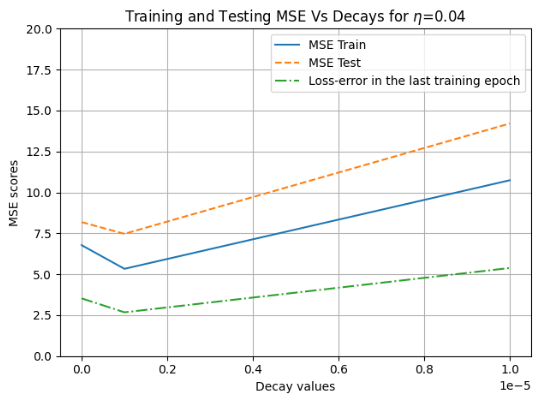 Training and Testing MSE Vs Decays for η=0.04
MSE Train
MSE Test
Loss-error in the last training epoch
MSE scores
20.0
17.5
15.0
12.5
10.0
7.5
5.0
2.5
0.0
0.0 0.2 0.4 0.6 0.8 1.0
1e−5
Decay values